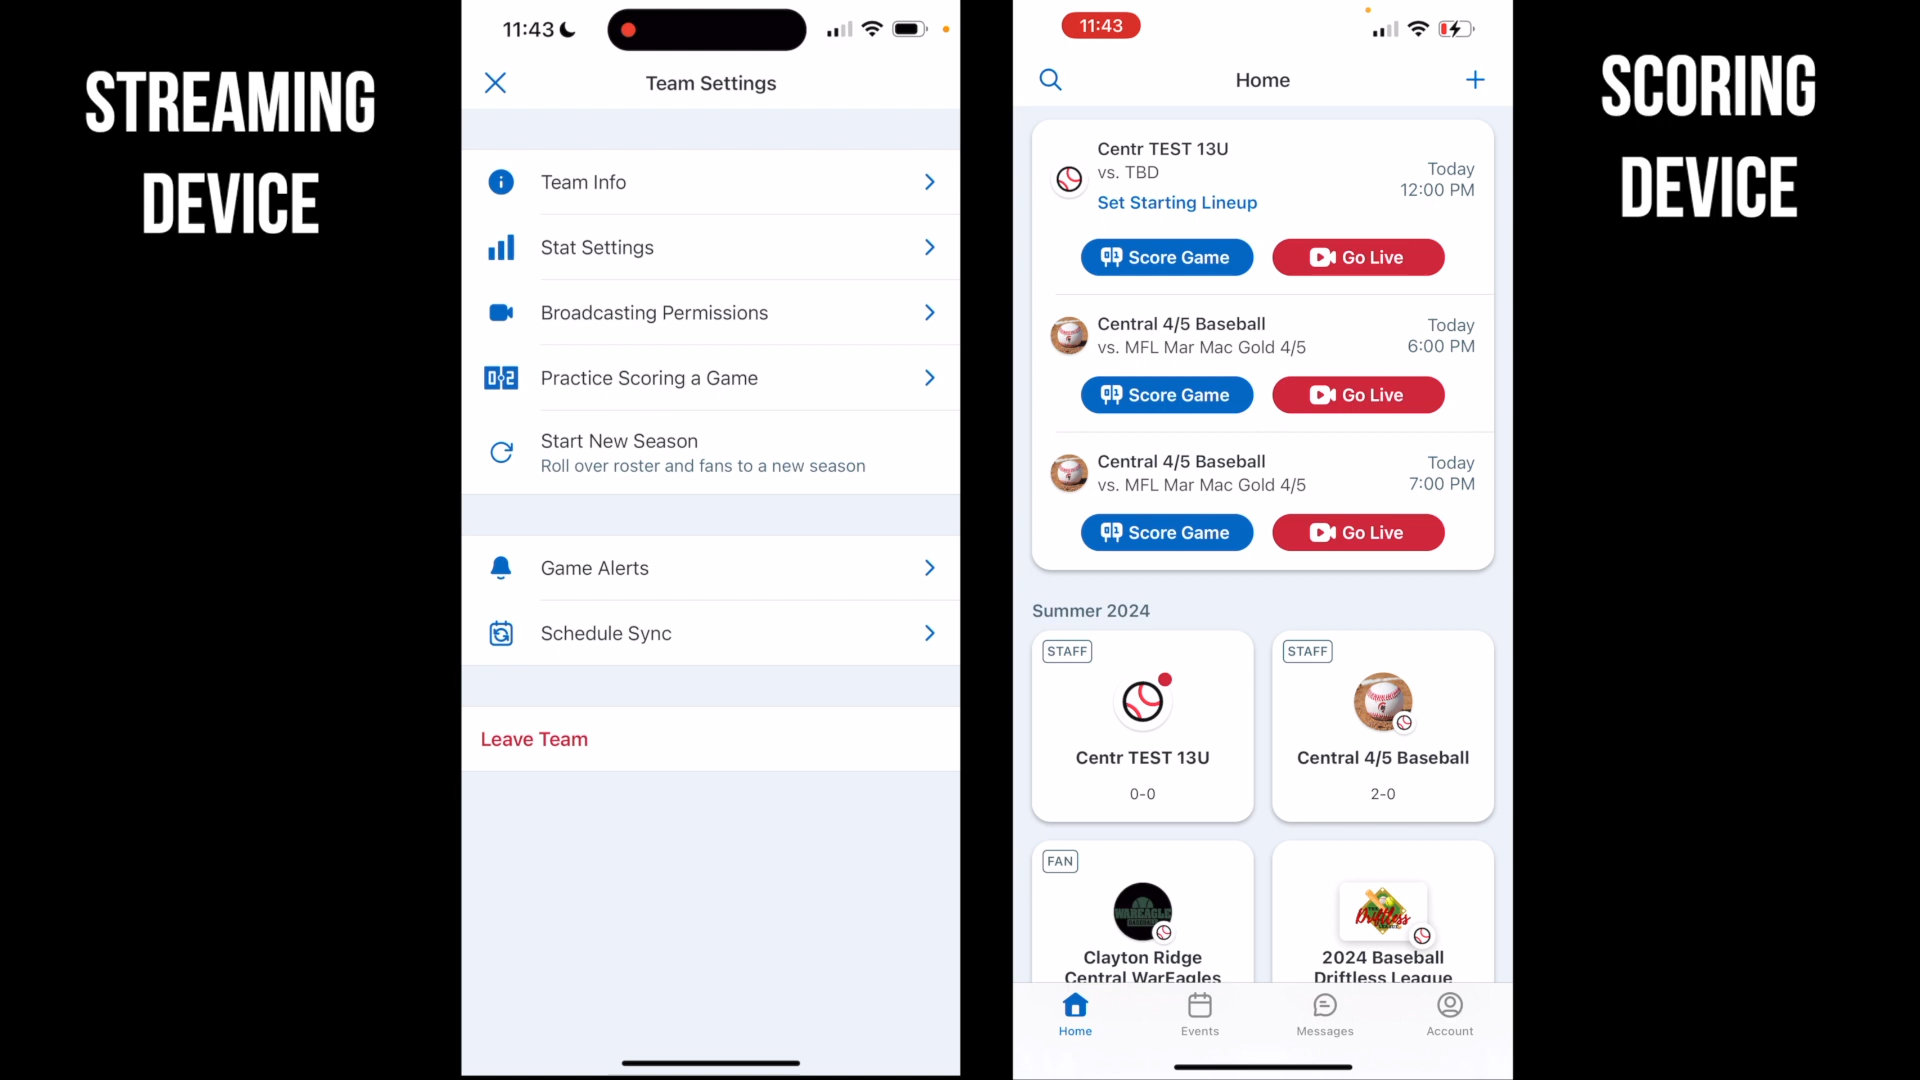 STREAMING
DEVICE
11:43
Team Settings
Team Info
Stat Settings
Broadcasting Permissions
Practice Scoring a Game
Start New Season
Roll over roster and fans to a new season
Game Alerts
Schedule Sync
Leave Team
11:43
Home
Centr TEST 13U
vs. TBD
Set Starting Lineup
Today
12:00 PM
Score Game
Go Live
Central 4/5 Baseball
vs. MFL Mar Mac Gold 4/5
Today
6:00 PM
Score Game
Go Live
Central 4/5 Baseball
vs. MFL Mar Mac Gold 4/5
Today
7:00 PM
Score Game
Go Live
Summer 2024
STAFF
Centr TEST 13U
0-0
STAFF
Central 4/5 Baseball
2-0
FAN
WAREAGLE
Clayton Ridge
Central WarEagles
Driftless
2024 Baseball
Driftless League
Home
Events
Messages
Account
SCORING
DEVICE